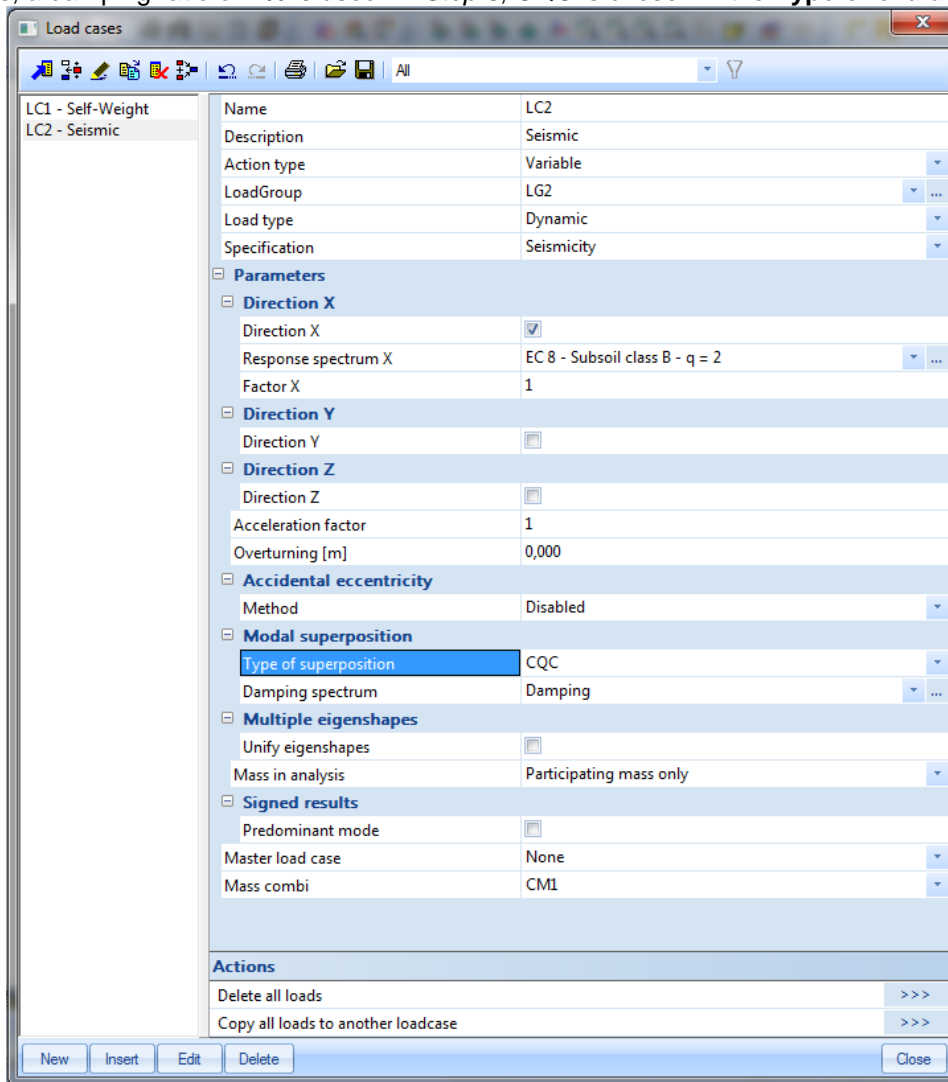 Load cases
All
LC1 - Self-Weight
LC2 - Seismic
Name LC2
Description Seismic
Action type Variable
LoadGroup LG2 ...
Load type Dynamic
Specification Seismicity
Parameters
Direction X
Direction X
Response spectrum X EC 8 - Subsoil class B - q = 2 ...
Factor X 1
Direction Y
Direction Y
Direction Z
Direction Z
Acceleration factor 1
Overturning [m] 0,000
Accidental eccentricity
Method Disabled
Modal superposition
Type of superposition CQC
Damping spectrum Damping ...
Multiple eigenshapes
Unify eigenshapes
Mass in analysis Participating mass only
Signed results
Predominant mode
Master load case None
Mass combi CM1
Actions
Delete all loads >>>
Copy all loads to another loadcase >>>
New Insert Edit Delete Close